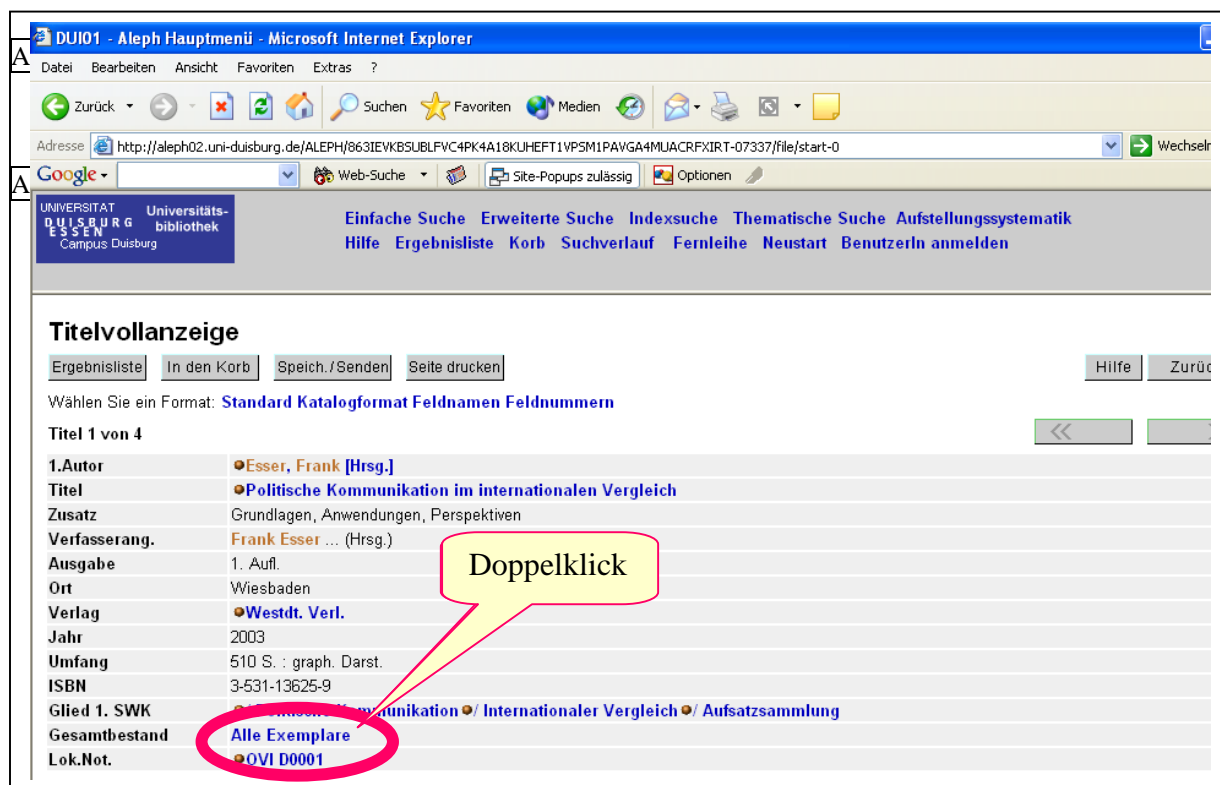 DUI01 - Aleph Hauptmenü - Microsoft Internet Explorer
A
Datei Bearbeiten Ansicht Favoriten Extras ?
Zurück Suchen Favoriten Medien
Adresse http://aleph02.uni-duisburg.de/ALEPH/863IEVKB5UBLFVC4PK4A18KUHEFT1VPSM1PAVGA4MUACRFXIRT-07337/file/start-0 Wechseln
A
Google Web-Suche Site-Popups zulässig Optionen
UNIVERSITÄT
DUISBURG
ESSEN
Campus Duisburg
Universitäts-
bibliothek
Einfache Suche Erweiterte Suche Indexsuche Thematische Suche Aufstellungssystematik
Hilfe Ergebnisliste Korb Suchverlauf Fernleihe Neustart BenutzerIn anmelden
Titelvollanzeige
Ergebnisliste In den Korb Speich./Senden Seite drucken Hilfe Zurüc
Wählen Sie ein Format: Standard Katalogformat Feldnamen Feldnummern
Titel 1 von 4 <<
1.Autor Esser, Frank [Hrsg.]
Titel Politische Kommunikation im internationalen Vergleich
Zusatz Grundlagen, Anwendungen, Perspektiven
Verfasserang. Frank Esser ... (Hrsg.)
Doppelklick
Ausgabe 1. Aufl.
Ort Wiesbaden
Verlag Westdt. Verl.
Jahr 2003
Umfang 510 S. : graph. Darst.
ISBN 3-531-13625-9
Glied 1. SWK / Politische Kommunikation / Internationaler Vergleich / Aufsatzsammlung
Gesamtbestand Alle Exemplare
Lok.Not. OVI D0001